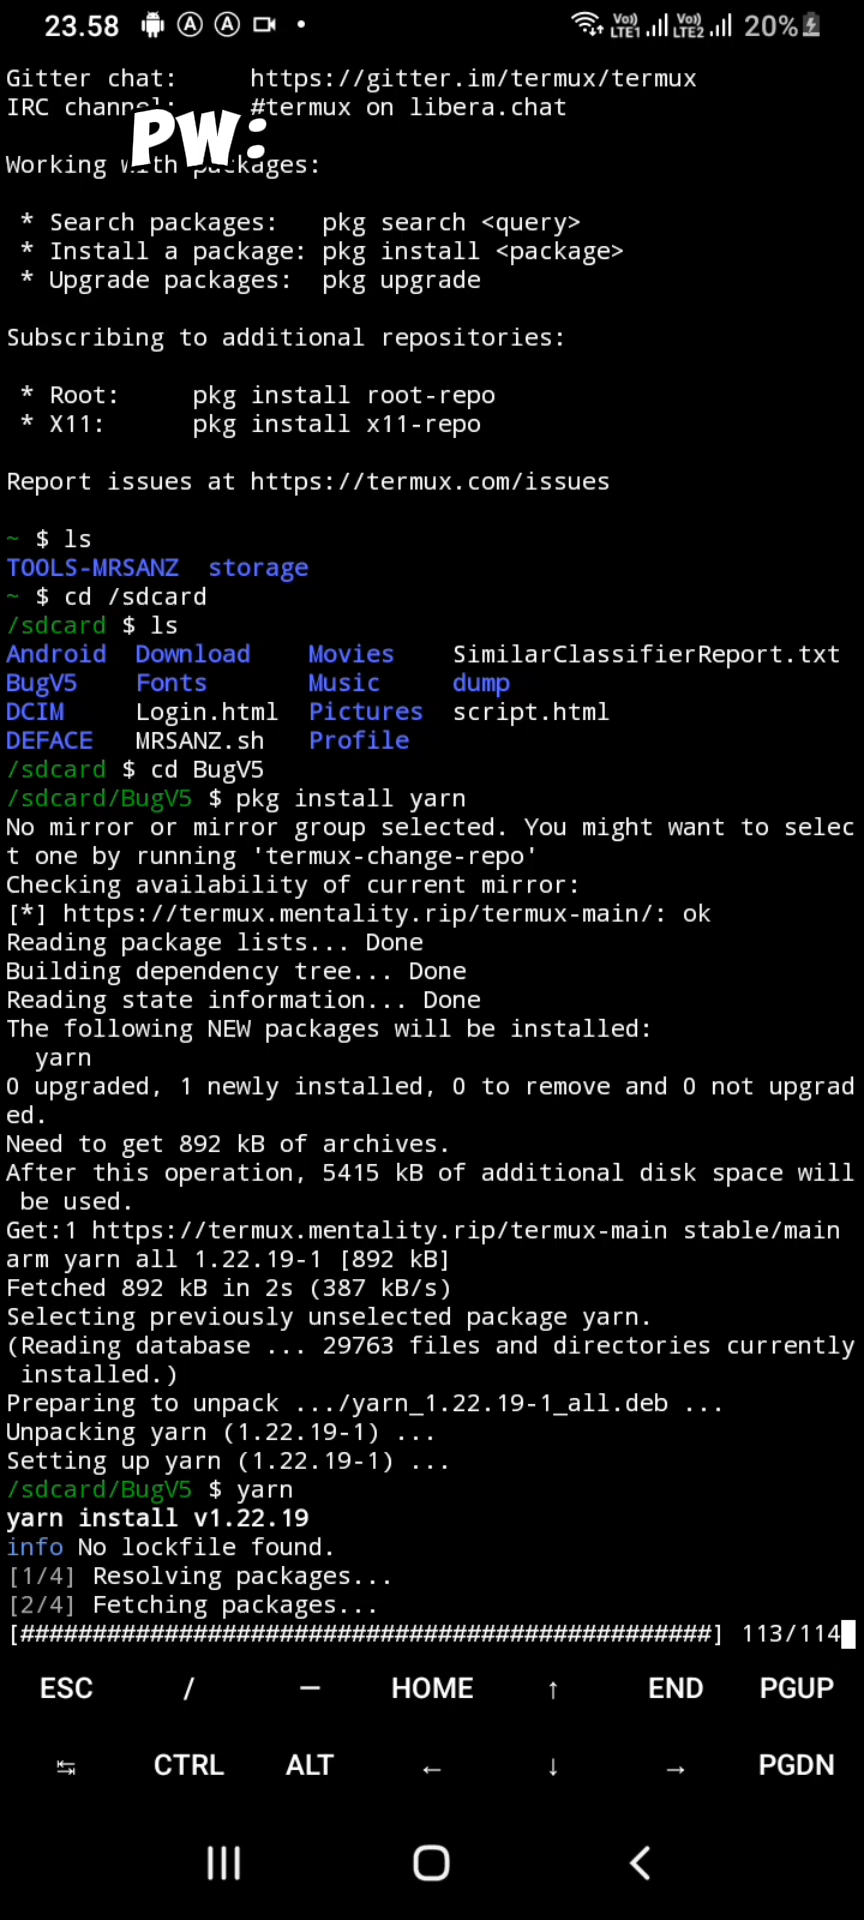 23.58 Ⓐ Ⓐ • Vo)) LTE1 Vo)) LTE2 20%
Gitter chat: https://gitter.im/termux/termux
IRC channel: #termux on libera.chat
PW:
Working with packages:
* Search packages: pkg search <query>
* Install a package: pkg install <package>
* Upgrade packages: pkg upgrade
Subscribing to additional repositories:
* Root: pkg install root-repo
* X11: pkg install x11-repo
Report issues at https://termux.com/issues
~ $ ls
TOOLS-MRSANZ storage
~ $ cd /sdcard
/sdcard $ ls
Android Download Movies SimilarClassifierReport.txt
BugV5 Fonts Music dump
DCIM Login.html Pictures script.html
DEFACE MRSANZ.sh Profile
/sdcard $ cd BugV5
/sdcard/BugV5 $ pkg install yarn
No mirror or mirror group selected. You might want to selec
t one by running 'termux-change-repo'
Checking availability of current mirror:
[*] https://termux.mentality.rip/termux-main/: ok
Reading package lists... Done
Building dependency tree... Done
Reading state information... Done
The following NEW packages will be installed:
yarn
0 upgraded, 1 newly installed, 0 to remove and 0 not upgrad
ed.
Need to get 892 kB of archives.
After this operation, 5415 kB of additional disk space will
be used.
Get:1 https://termux.mentality.rip/termux-main stable/main
arm yarn all 1.22.19-1 [892 kB]
Fetched 892 kB in 2s (387 kB/s)
Selecting previously unselected package yarn.
(Reading database ... 29763 files and directories currently
installed.)
Preparing to unpack .../yarn_1.22.19-1_all.deb ...
Unpacking yarn (1.22.19-1) ...
Setting up yarn (1.22.19-1) ...
/sdcard/BugV5 $ yarn
yarn install v1.22.19
info No lockfile found.
[1/4] Resolving packages...
[2/4] Fetching packages...
[################################################] 113/114
ESC / — HOME ↑ END PGUP
↹ CTRL ALT ← ↓ → PGDN